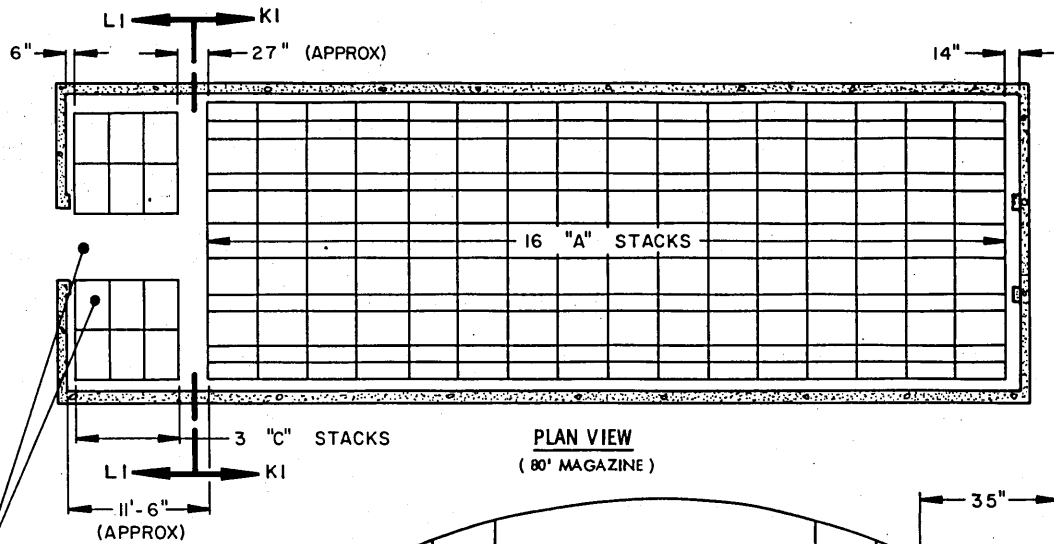 L1 K1
6" 27" (APPROX) 14"
16 "A" STACKS
3 "C" STACKS
PLAN VIEW
(80' MAGAZINE)
L1 K1
11'-6"
(APPROX)
35"